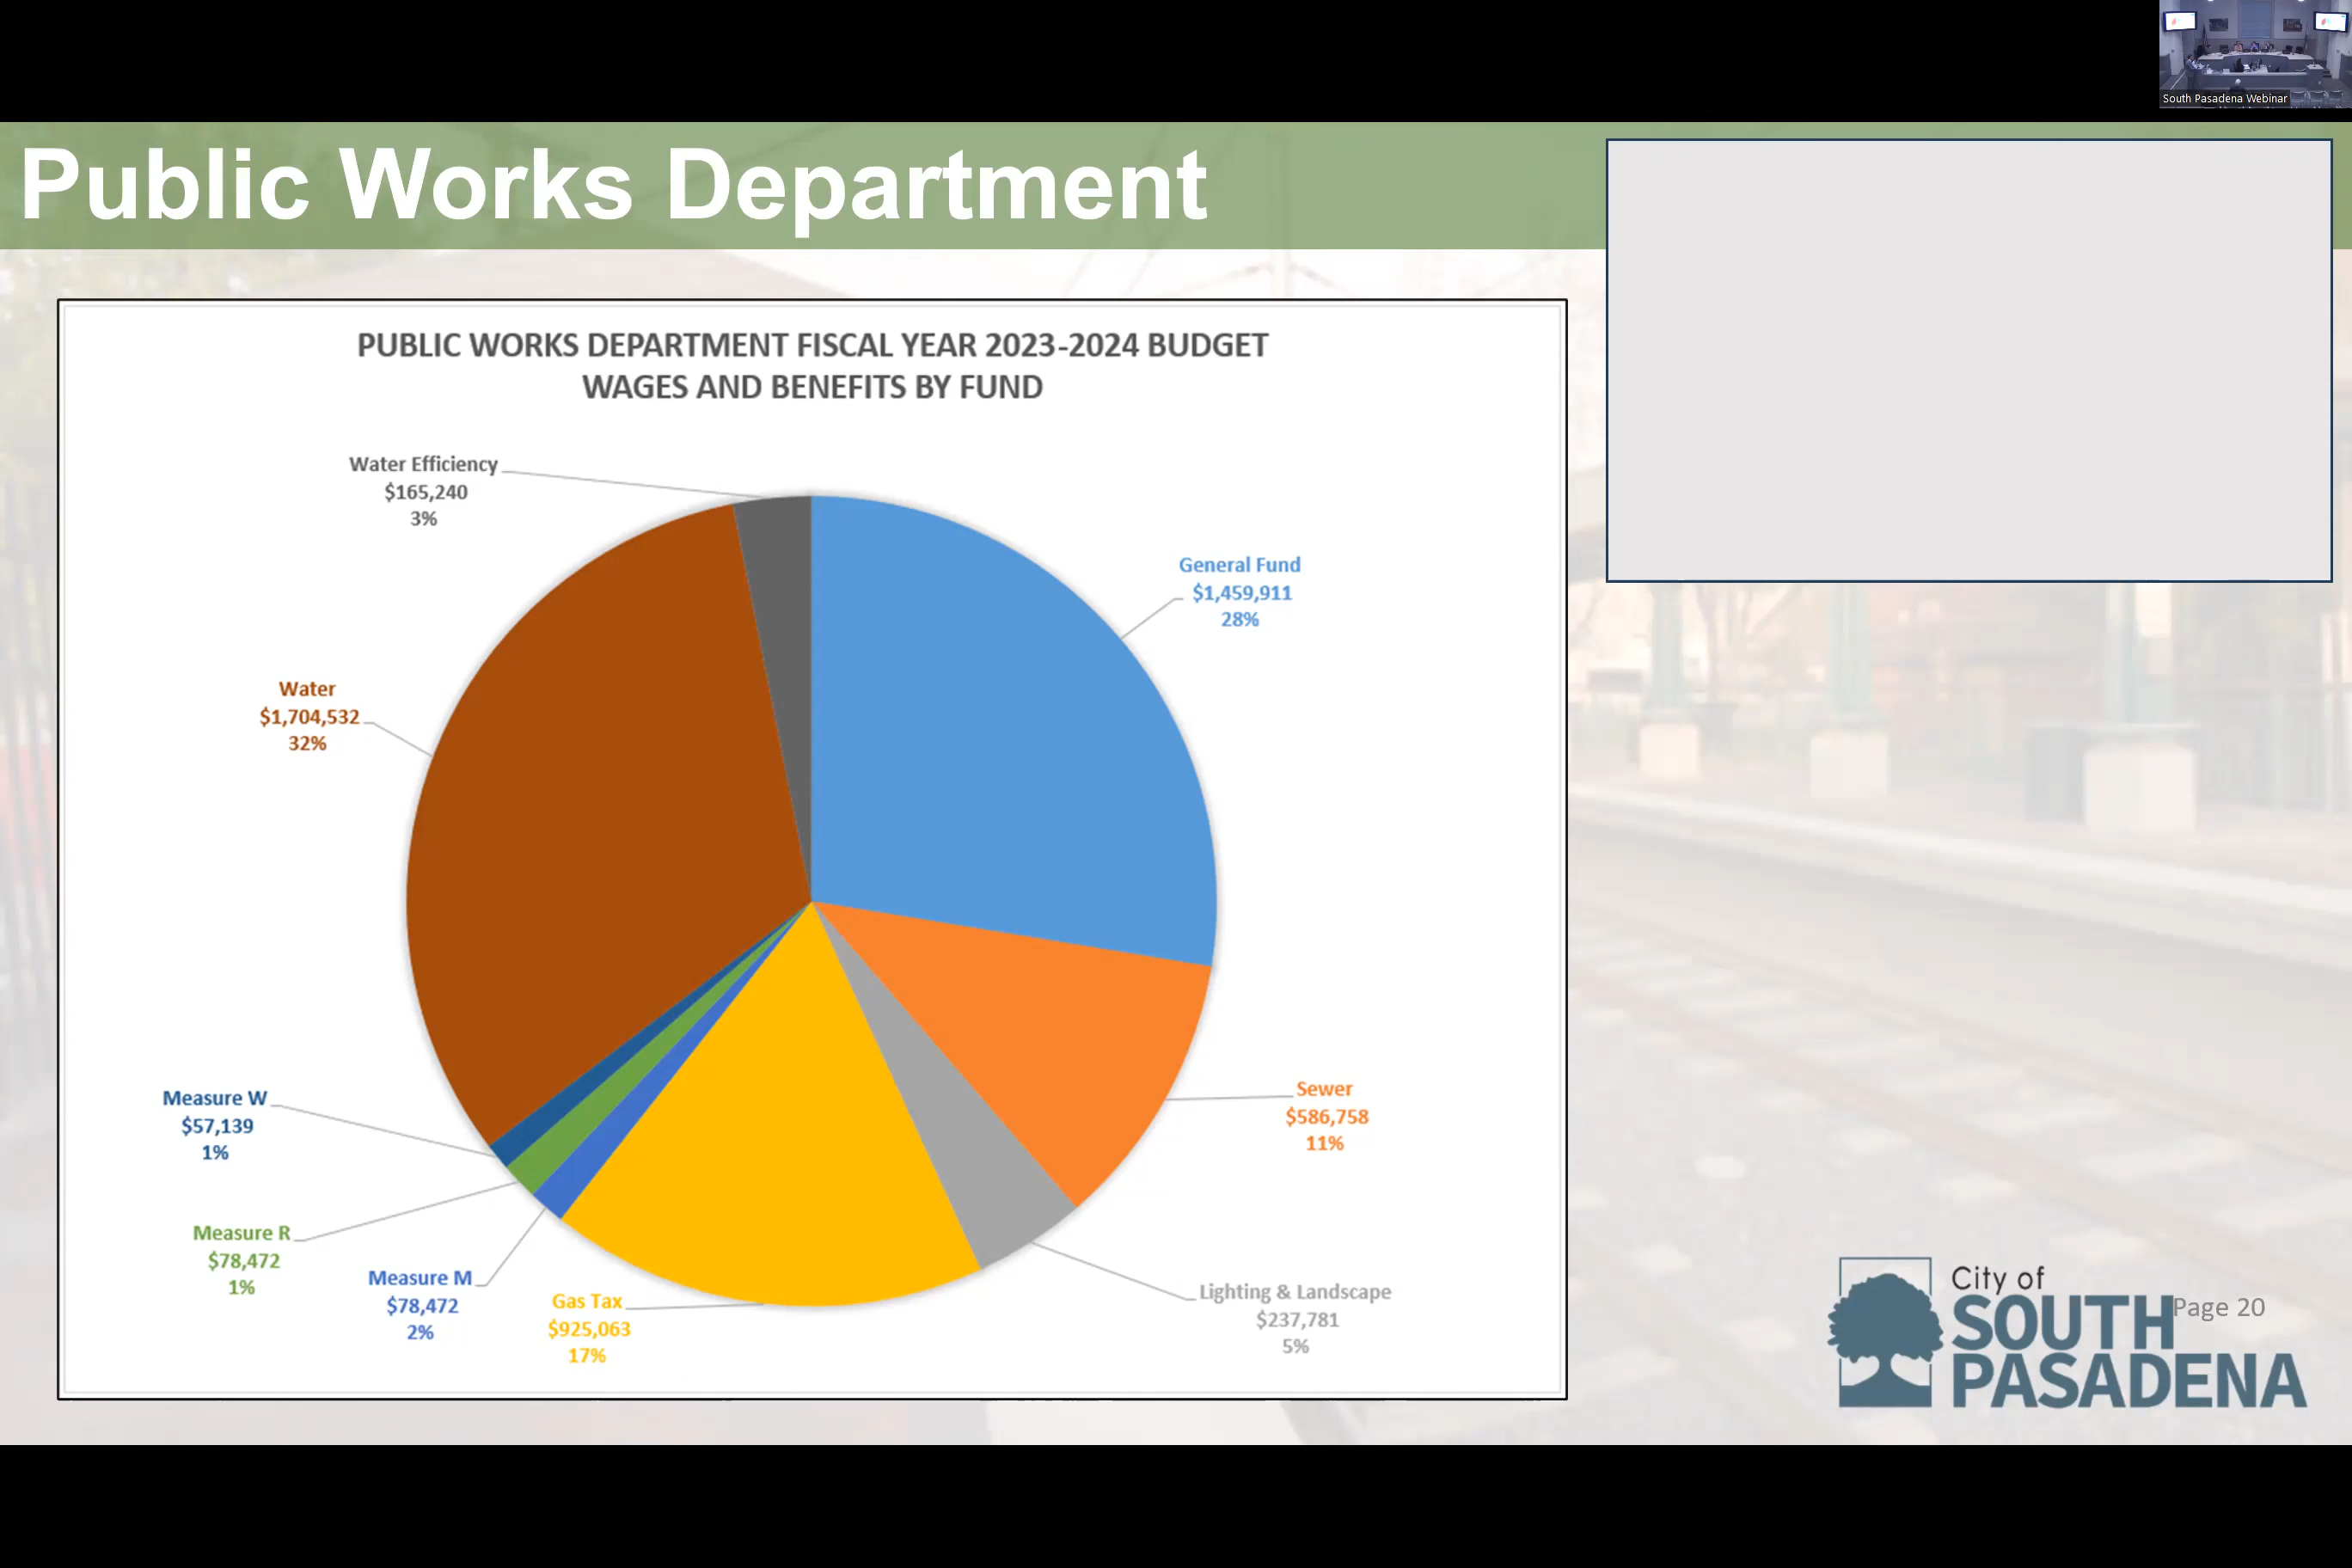 South Pasadena Webinar
Public Works Department
PUBLIC WORKS DEPARTMENT FISCAL YEAR 2023-2024 BUDGET
WAGES AND BENEFITS BY FUND
Water Efficiency
$165,240
3%
General Fund
$1,459,911
28%
Water
$1,704,532
32%
Sewer
$586,758
11%
Measure W
$57,139
1%
Measure R
$78,472
1%
Measure M
$78,472
2%
Gas Tax
$925,063
17%
Lighting & Landscape
$237,781
5%
City of
SOUTH
PASADENA
Page 20